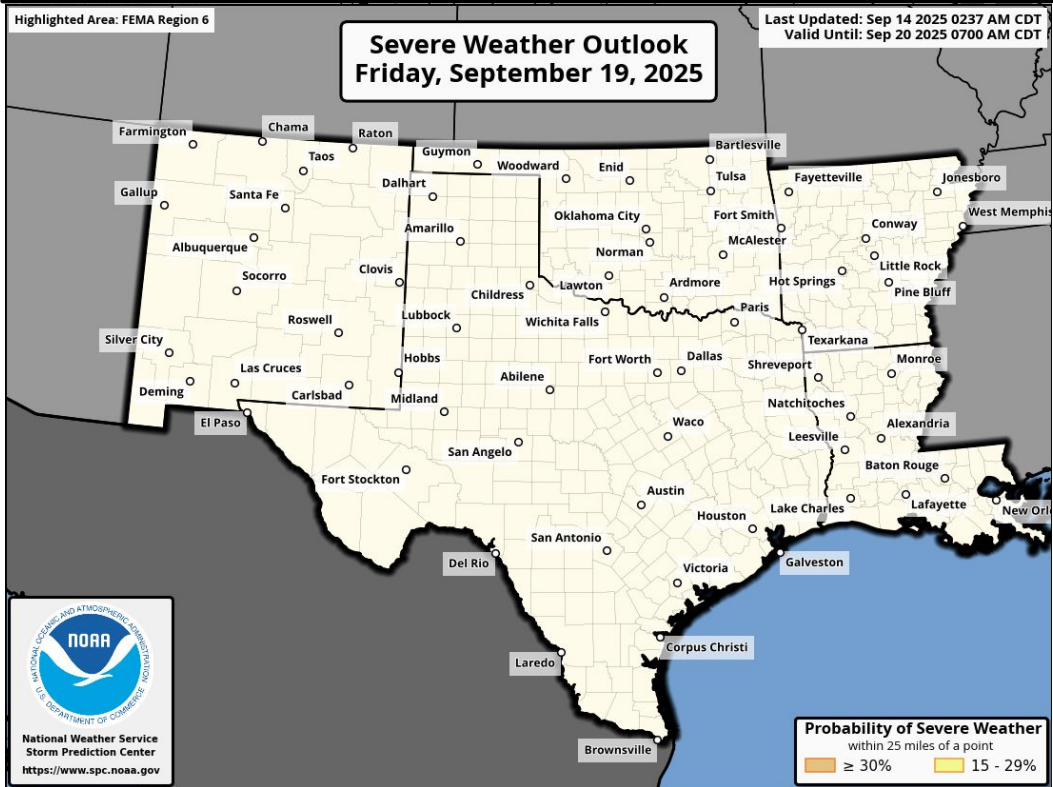 Highlighted Area: FEMA Region 6
Severe Weather Outlook
Friday, September 19, 2025
Last Updated: Sep 14 2025 0237 AM CDT
Valid Until: Sep 20 2025 0700 AM CDT
Farmington
Chama
Raton
Taos
Guymon
Woodward
Enid
Bartlesville
Tulsa
Fayetteville
Jonesboro
Gallup
Santa Fe
Dalhart
Oklahoma City
Fort Smith
West Memphis
Albuquerque
Amarillo
Norman
McAlester
Conway
Little Rock
Socorro
Clovis
Childress
Lawton
Ardmore
Hot Springs
Pine Bluff
Roswell
Lubbock
Wichita Falls
Paris
Texarkana
Silver City
Hobbs
Fort Worth
Dallas
Shreveport
Monroe
Las Cruces
Abilene
Deming
Carlsbad
Midland
Natchitoches
El Paso
Waco
Leesville
Alexandria
San Angelo
Fort Stockton
Baton Rouge
Austin
Houston
Lake Charles
Lafayette
New Orl
San Antonio
Del Rio
Victoria
Galveston
Corpus Christi
Laredo
Brownsville
NATIONAL OCEANIC AND ATMOSPHERIC ADMINISTRATION
NOAA
U.S. DEPARTMENT OF COMMERCE
National Weather Service
Storm Prediction Center
https://www.spc.noaa.gov
Probability of Severe Weather
within 25 miles of a point
≥ 30%
15 - 29%